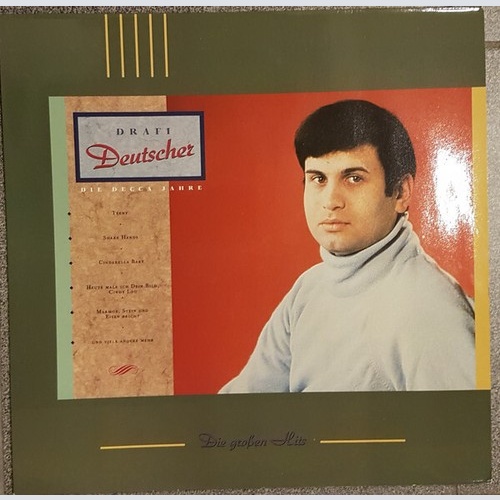 DRAFI
Deutscher
DIE DECCA JAHRE
TEENY
SHAKE HANDS
CINDERELLA BABY
HEUTE MALE ICH DEIN BILD,
CINDY LOU
MARMOR, STEIN UND
EISEN BRICHT
UND VIELE ANDERE MEHR
Die großen Hits